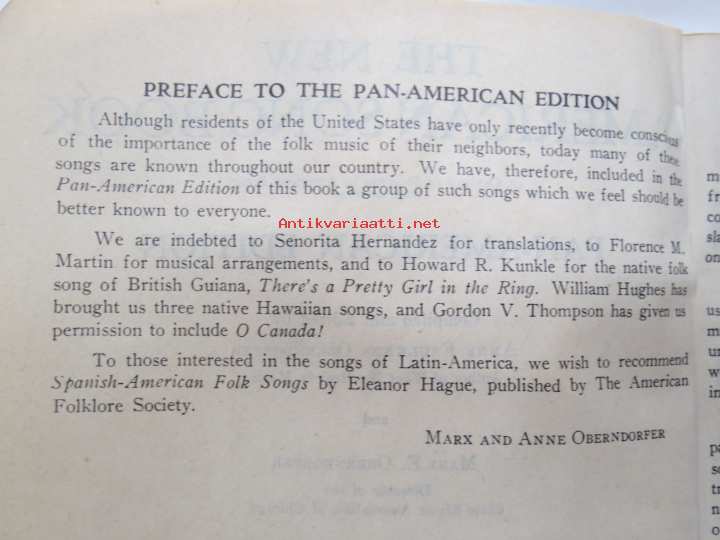 PREFACE TO THE PAN-AMERICAN EDITION
Although residents of the United States have only recently become conscious
of the importance of the folk music of their neighbors, today many of these
songs are known throughout our country. We have, therefore, included in the
Pan-American Edition of this book a group of such songs which we feel should be
better known to everyone.
Antikvariaatti.net
We are indebted to Senorita Hernandez for translations, to Florence M.
Martin for musical arrangements, and to Howard R. Kunkle for the native folk
song of British Guiana, There's a Pretty Girl in the Ring. William Hughes has
brought us three native Hawaiian songs, and Gordon V. Thompson has given us
permission to include O Canada!
To those interested in the songs of Latin-America, we wish to recommend
Spanish-American Folk Songs by Eleanor Hague, published by The American
Folklore Society.
MARX AND ANNE OBERNDORFER